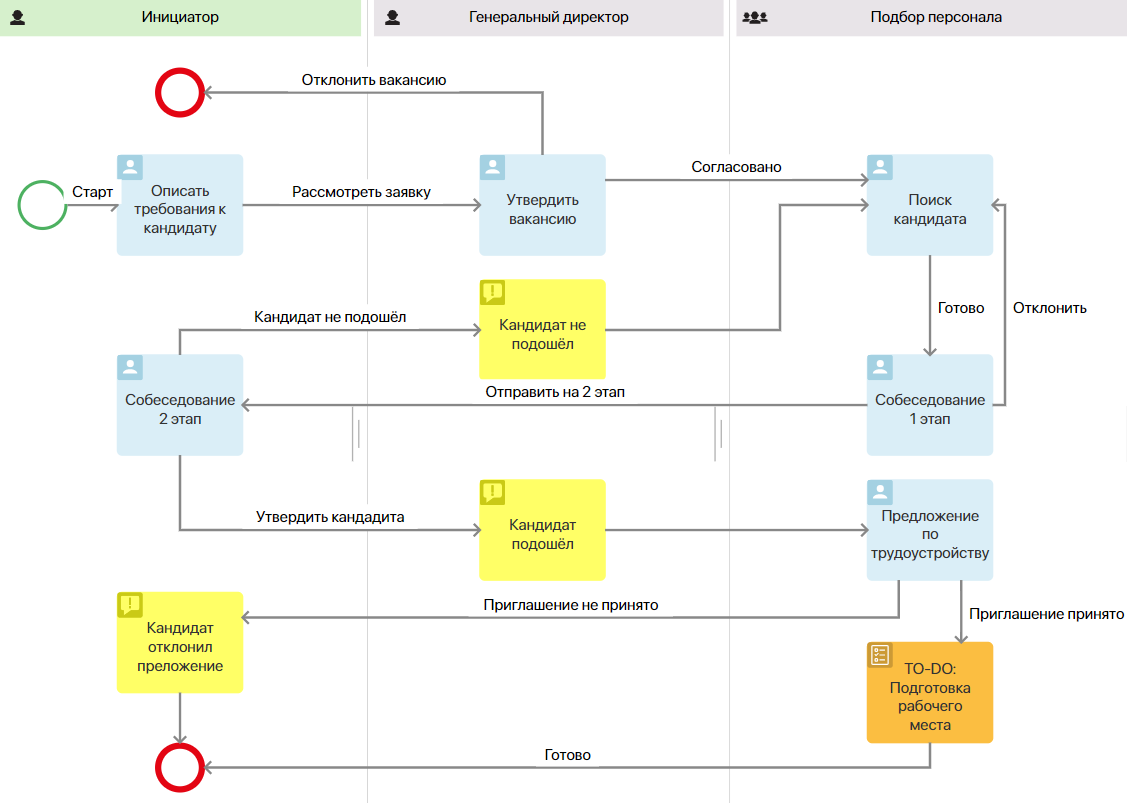 Инициатор
Генеральный директор
Подбор персонала
Отклонить вакансию
Старт
Описать
требования к
кандидату
Рассмотреть заявку
Утвердить
вакансию
Согласовано
Поиск
кандидата
Кандидат не подошёл
Кандидат не
подошёл
Готово
Отклонить
Собеседование
2 этап
Отправить на 2 этап
Собеседование
1 этап
Утвердить кандадита
Кандидат
подошёл
Предложение
по
трудоустройству
Приглашение не принято
Приглашение принято
Кандидат
отклонил
преложение
TO-DO:
Подготовка
рабочего
места
Готово